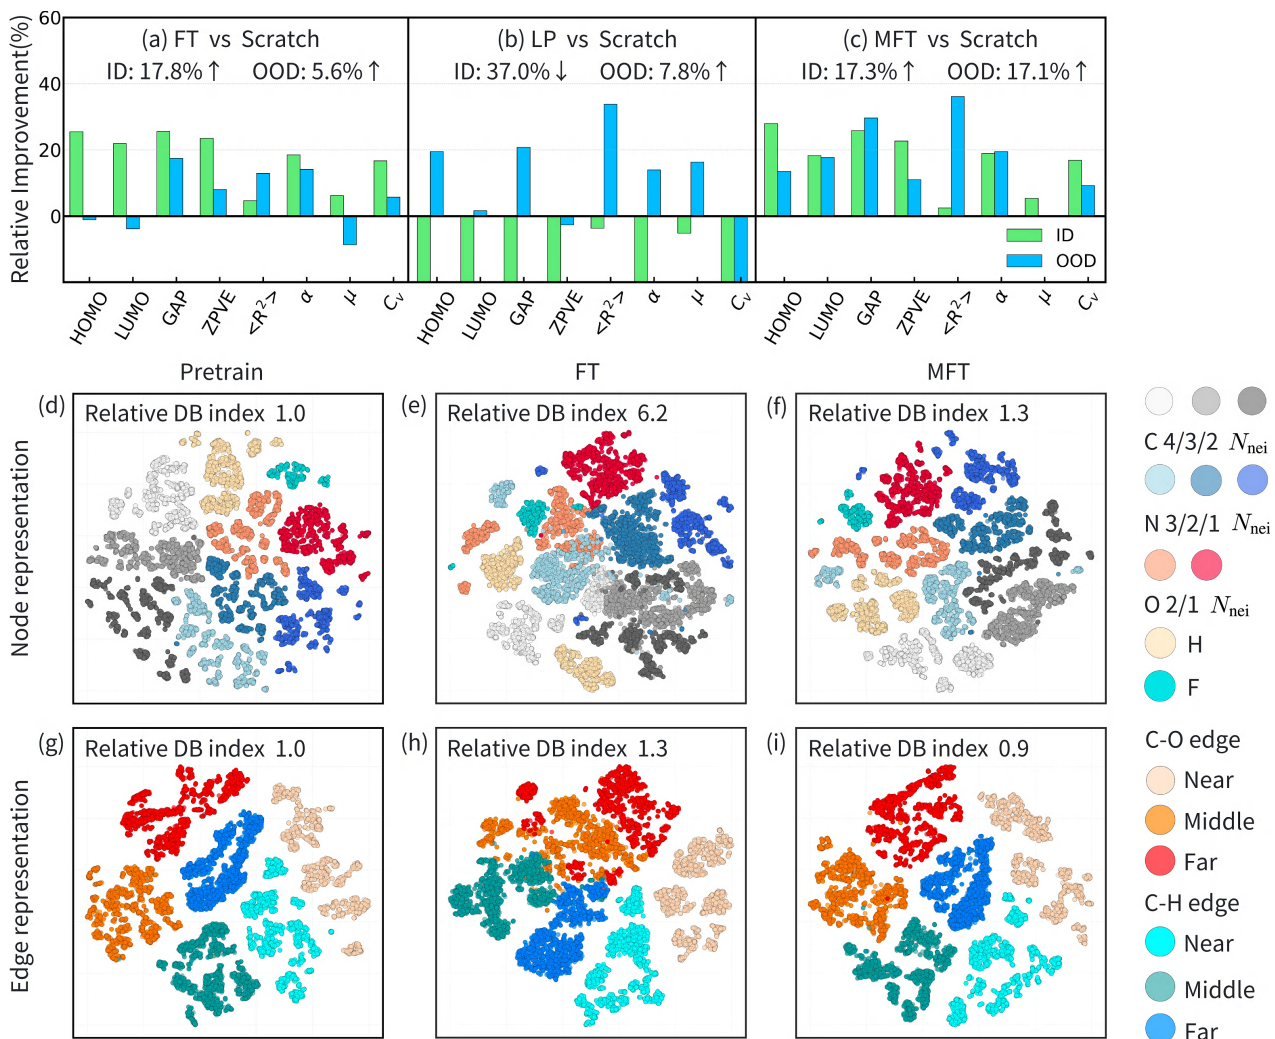 Relative Improvement(%)
60
40
20
0
(a) FT vs Scratch
ID: 17.8%↑ OOD: 5.6%↑
(b) LP vs Scratch
ID: 37.0%↓ OOD: 7.8%↑
(c) MFT vs Scratch
ID: 17.3%↑ OOD: 17.1%↑
ID
OOD
HOMO LUMO GAP ZPVE <R²> α μ Cᵥ
HOMO LUMO GAP ZPVE <R²> α μ Cᵥ
HOMO LUMO GAP ZPVE <R²> α μ Cᵥ
Pretrain FT MFT
Node representation
(d) Relative DB index 1.0
(e) Relative DB index 6.2
(f) Relative DB index 1.3
C 4/3/2 Nnei
N 3/2/1 Nnei
O 2/1 Nnei
H
F
Edge representation
(g) Relative DB index 1.0
(h) Relative DB index 1.3
(i) Relative DB index 0.9
C-O edge
Near
Middle
Far
C-H edge
Near
Middle
Far